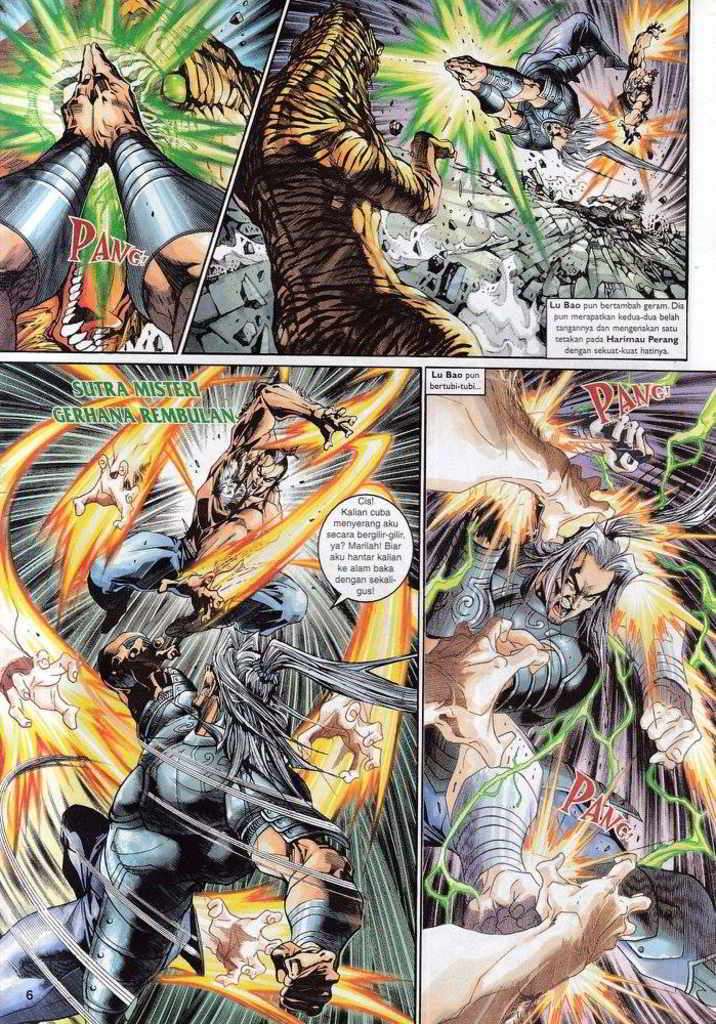 PANG!
Lu Bao pun bertambah geram. Dia
pun merapatkan kedua-dua belah
tangannya dan mengenakan satu
tetakan pada Harimau Perang
dengan sekuat-kuat hatinya.
SUTRA MISTERI
GERHANA REMBULAN
Cis!
Kalian cuba
menyerang aku
secara bergilir-gilir,
ya? Marilah! Biar
aku hantar kalian
ke alam baka
dengan sekali-
gus!
Lu Bao pun
bertubi-tubi...
PANG!
PANG!
6